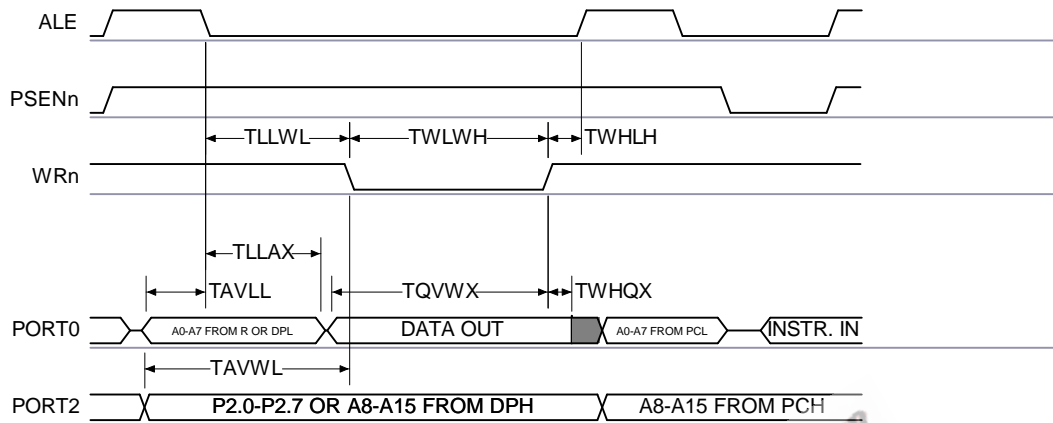 ALE
PSENn
TLLWL TWLWH TWHLH
WRn
TLLAX
TAVLL TQVWX TWHQX
PORT0 A0-A7 FROM R OR DPL DATA OUT A0-A7 FROM PCL INSTR. IN
TAVWL
PORT2 P2.0-P2.7 OR A8-A15 FROM DPH A8-A15 FROM PCH